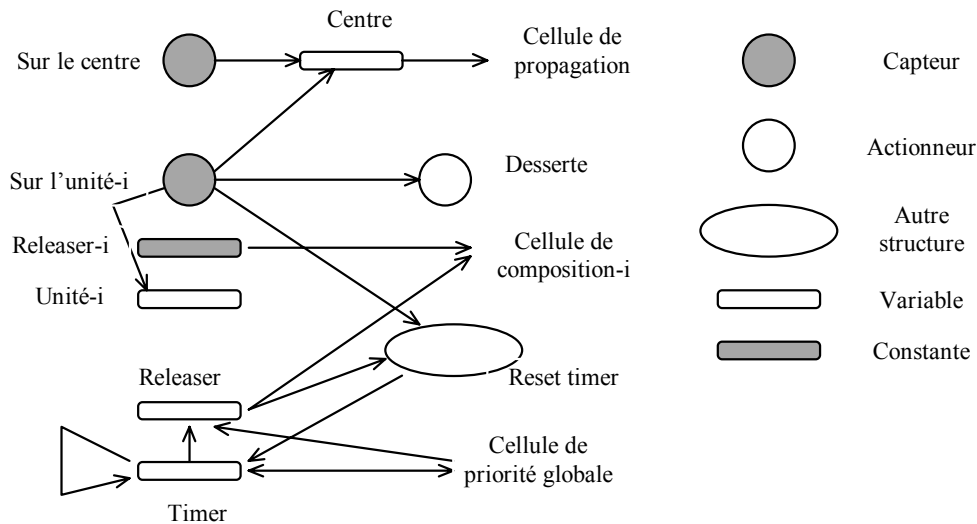 Centre
Sur le centre
Cellule de
propagation
Capteur
Sur l’unité-i
Desserte
Actionneur
Releaser-i
Cellule de
composition-i
Autre
structure
Unité-i
Variable
Releaser
Reset timer
Constante
Cellule de
priorité globale
Timer